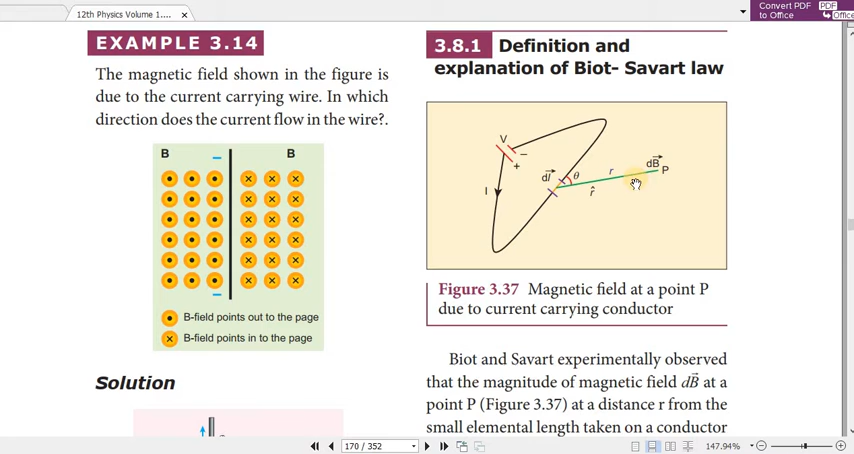 Convert PDF
to Office
PDF
Office
12th Physics Volume 1....
EXAMPLE 3.14
The magnetic field shown in the figure is
due to the current carrying wire. In which
direction does the current flow in the wire?.
B B
B-field points out to the page
B-field points in to the page
Solution
3.8.1 Definition and
explanation of Biot- Savart law
V
−
+
I
dl⃗
θ
r
r̂
dB⃗
P
Figure 3.37 Magnetic field at a point P
due to current carrying conductor
Biot and Savart experimentally observed
that the magnitude of magnetic field dB⃗ at a
point P (Figure 3.37) at a distance r from the
small elemental length taken on a conductor
170 / 352
147.94%